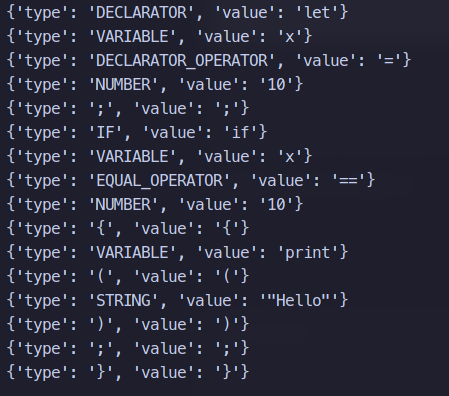 {'type': 'DECLARATOR', 'value': 'let'}
{'type': 'VARIABLE', 'value': 'x'}
{'type': 'DECLARATOR_OPERATOR', 'value': '='}
{'type': 'NUMBER', 'value': '10'}
{'type': ';', 'value': ';'}
{'type': 'IF', 'value': 'if'}
{'type': 'VARIABLE', 'value': 'x'}
{'type': 'EQUAL_OPERATOR', 'value': '=='}
{'type': 'NUMBER', 'value': '10'}
{'type': '{', 'value': '{'}
{'type': 'VARIABLE', 'value': 'print'}
{'type': '(', 'value': '('}
{'type': 'STRING', 'value': '"Hello"'}
{'type': ')', 'value': ')'}
{'type': ';', 'value': ';'}
{'type': '}', 'value': '}'}